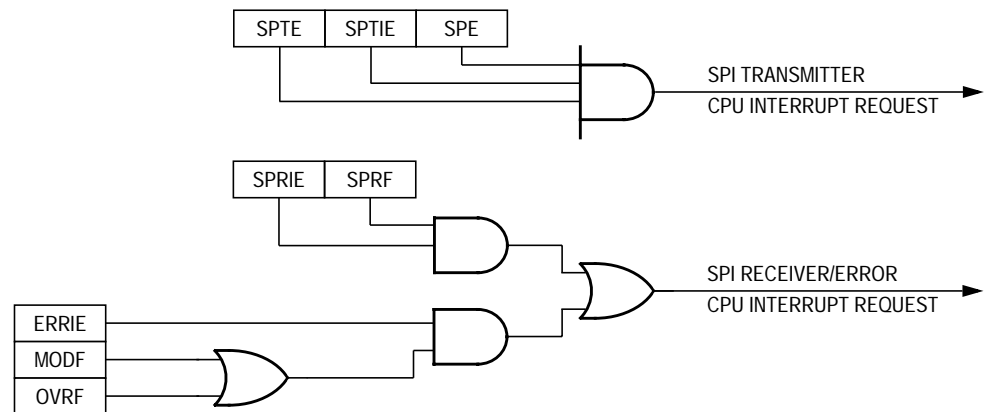 SPTE SPTIE SPE
SPI TRANSMITTER
CPU INTERRUPT REQUEST
SPRIE SPRF
SPI RECEIVER/ERROR
CPU INTERRUPT REQUEST
ERRIE
MODF
OVRF